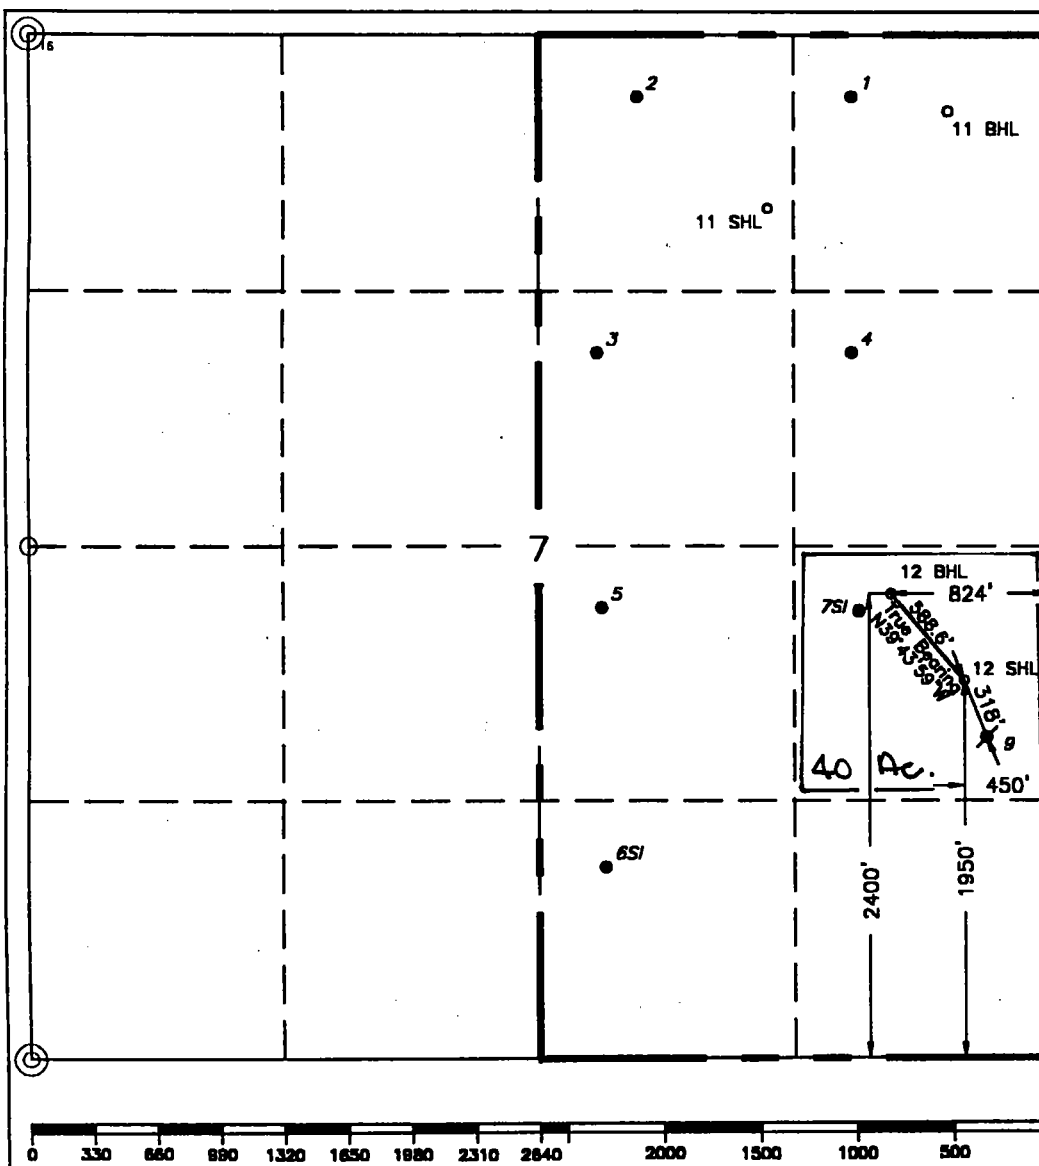 16
2
1
11 BHL
11 SHL
3
4
7
12 BHL
824'
7SI
588.6'
True Bearing
N39°43'59"W
12 SHL
318'
9
5
40 Ac.
450'
6SI
2400'
1950'
0 330 660 990 1320 1650 1980 2310 2640 2000 1500 1000 500